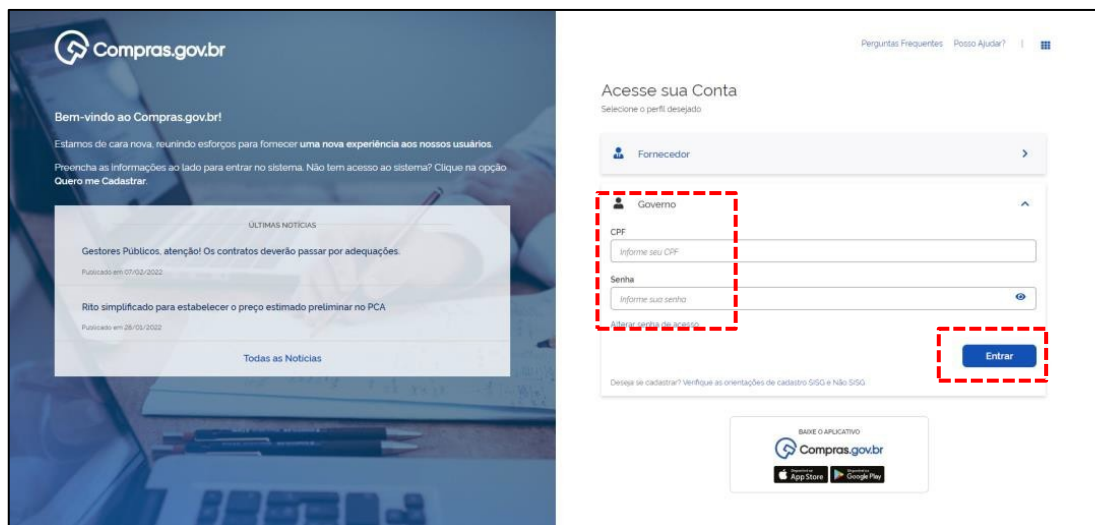 Compras.gov.br
Bem-vindo ao Compras.gov.br!
Estamos de cara nova, reunindo esforços para fornecer uma nova experiência aos nossos usuários.
Preencha as informações ao lado para entrar no sistema. Não tem acesso ao sistema? Clique na opção
Quero me Cadastrar.
ÚLTIMAS NOTÍCIAS
Gestores Públicos, atenção! Os contratos deverão passar por adequações.
Publicado em 07/02/2022
Rito simplificado para estabelecer o preço estimado preliminar no PCA
Publicado em 28/01/2022
Todas as Notícias
Perguntas Frequentes Posso Ajudar?
Acesse sua Conta
Selecione o perfil desejado
Fornecedor
Governo
CPF
Informe seu CPF
Senha
Informe sua senha
Alterar senha de acesso
Entrar
Deseja se cadastrar? Verifique as orientações de cadastro SISG e Não SISG
BAIXE O APLICATIVO
Compras.gov.br
App Store
Google Play